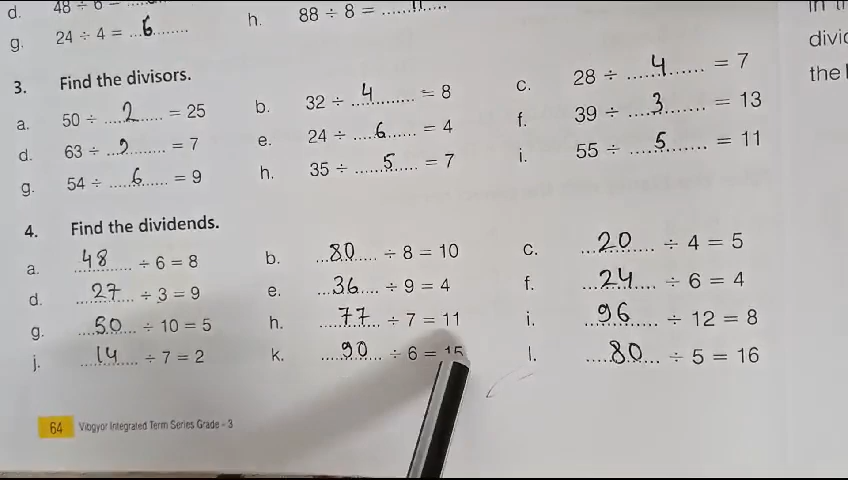 d. 48 ÷ 6 = ........ h. 88 ÷ 8 = ........11.....
g. 24 ÷ 4 = ...6........
3. Find the divisors.
a. 50 ÷ .....2...... = 25 b. 32 ÷ ...4......... = 8 c. 28 ÷ ......4....... = 7
d. 63 ÷ ...9......... = 7 e. 24 ÷ .....6...... = 4 f. 39 ÷ .....3........ = 13
g. 54 ÷ .....6...... = 9 h. 35 ÷ ......5...... = 7 i. 55 ÷ ......5........ = 11
4. Find the dividends.
a. ..48......... ÷ 6 = 8 b. ...80..... ÷ 8 = 10 c. ...20........ ÷ 4 = 5
d. ...27..... ÷ 3 = 9 e. ...36.... ÷ 9 = 4 f. ...24..... ÷ 6 = 4
g. ...50..... ÷ 10 = 5 h. ....77.... ÷ 7 = 11 i. ..96......... ÷ 12 = 8
j. ...14..... ÷ 7 = 2 k. ....90... ÷ 6 = 15 l. .....80... ÷ 5 = 16
64 Vibgyor Integrated Term Series Grade - 3
in
the